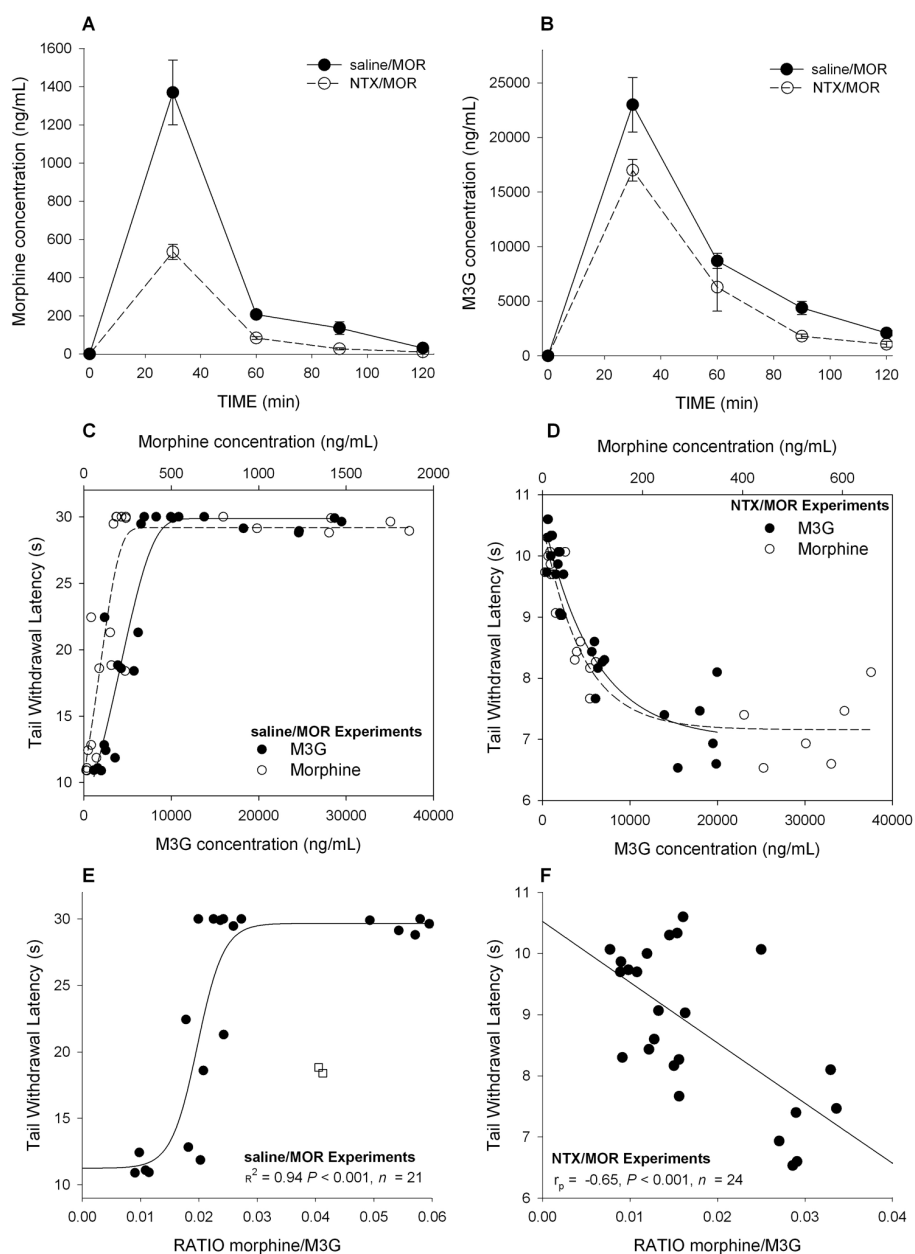 A
saline/MOR
NTX/MOR
Morphine concentration (ng/mL)
1600
1400
1200
1000
800
600
400
200
0
0 20 40 60 80 100 120
TIME (min)
B
saline/MOR
NTX/MOR
M3G concentration (ng/mL)
25000
20000
15000
10000
5000
0
0 20 40 60 80 100 120
TIME (min)
C
Morphine concentration (ng/mL)
0 500 1000 1500 2000
Tail Withdrawal Latency (s)
30
25
20
15
10
saline/MOR Experiments
M3G
Morphine
0 10000 20000 30000 40000
M3G concentration (ng/mL)
D
Morphine concentration (ng/mL)
0 150 300 450 600
Tail Withdrawal Latency (s)
11
10
9
8
7
6
NTX/MOR Experiments
M3G
Morphine
0 10000 20000 30000 40000
M3G concentration (ng/mL)
E
Tail Withdrawal Latency (s)
30
20
10
saline/MOR Experiments
R2 = 0.94 P < 0.001, n = 21
0.00 0.01 0.02 0.03 0.04 0.05 0.06
RATIO morphine/M3G
F
Tail Withdrawal Latency (s)
11
10
9
8
7
6
NTX/MOR Experiments
rp = -0.65, P < 0.001, n = 24
0.00 0.01 0.02 0.03 0.04
RATIO morphine/M3G